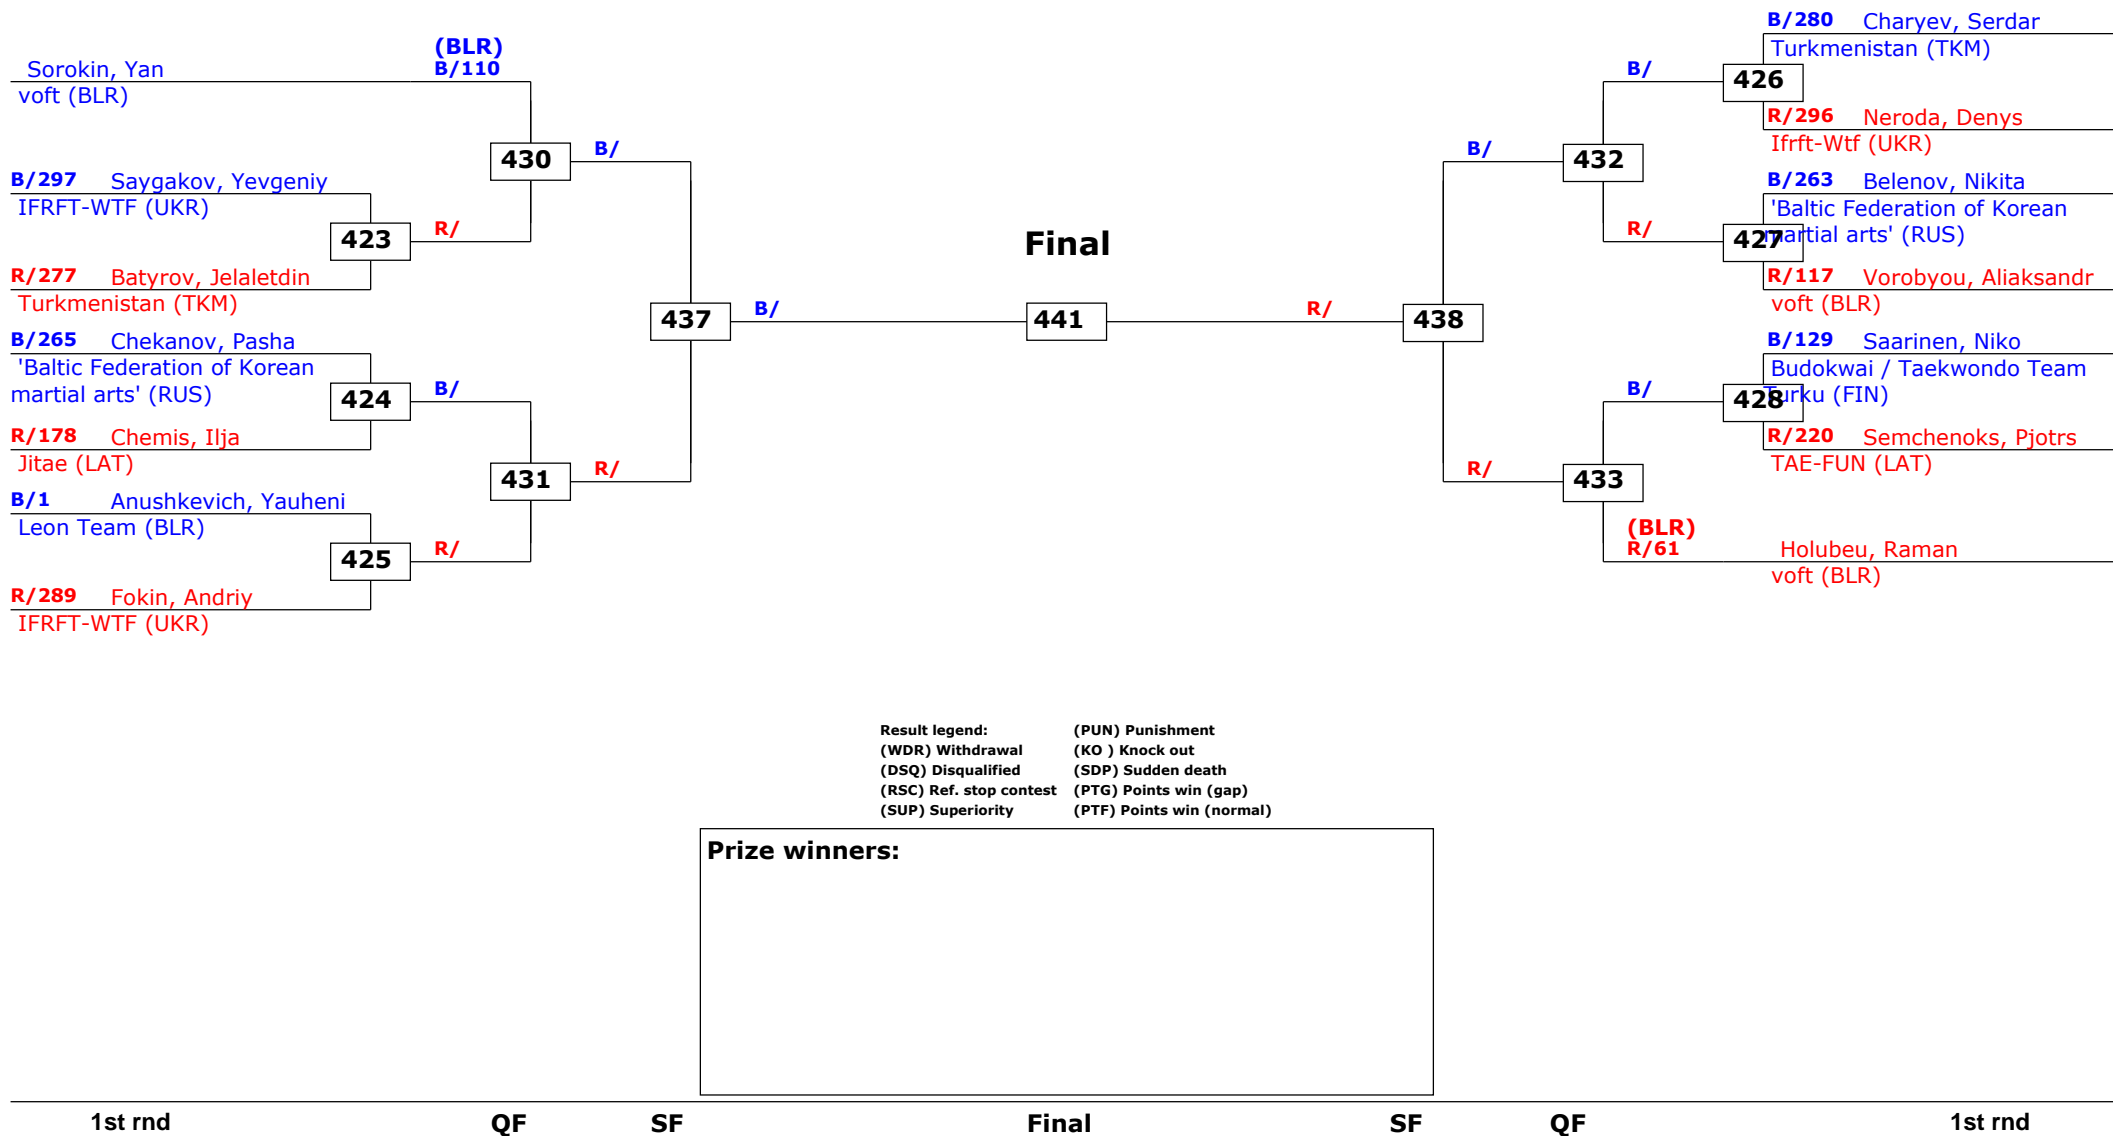 (BLR)
Sorokin, Yan B/110
voft (BLR)
430 B/
B/297 Saygakov, Yevgeniy
IFRFT-WTF (UKR)
423 R/
R/277 Batyrov, Jelaletdin
Turkmenistan (TKM)
437 B/
B/265 Chekanov, Pasha
'Baltic Federation of Korean
martial arts' (RUS)
424 B/
R/178 Chemis, Ilja
Jitae (LAT)
431 R/
B/1 Anushkevich, Yauheni
Leon Team (BLR)
425 R/
R/289 Fokin, Andriy
IFRFT-WTF (UKR)
Final
441
B/280 Charyev, Serdar
Turkmenistan (TKM)
B/ 426
R/296 Neroda, Denys
Ifrft-Wtf (UKR)
B/ 432
B/263 Belenov, Nikita
'Baltic Federation of Korean
martial arts' (RUS)
R/ 427
R/117 Vorobyou, Aliaksandr
voft (BLR)
R/ 438
B/129 Saarinen, Niko
Budokwai / Taekwondo Team
Turku (FIN)
B/ 428
R/220 Semchenoks, Pjotrs
TAE-FUN (LAT)
R/ 433
(BLR)
R/61 Holubeu, Raman
voft (BLR)
Result legend: (PUN) Punishment
(WDR) Withdrawal (KO ) Knock out
(DSQ) Disqualified (SDP) Sudden death
(RSC) Ref. stop contest (PTG) Points win (gap)
(SUP) Superiority (PTF) Points win (normal)
Prize winners:
1st rnd QF SF Final SF QF 1st rnd